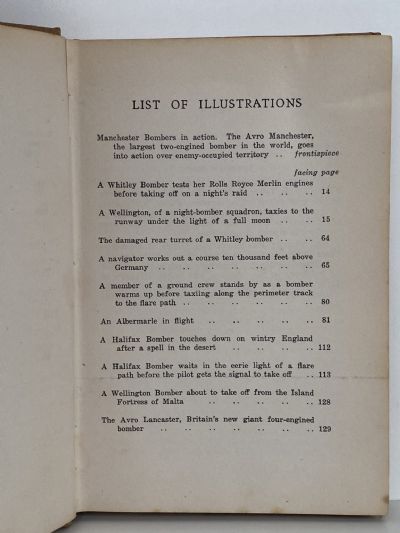 LIST OF ILLUSTRATIONS
Manchester Bombers in action. The Avro Manchester,
the largest two-engined bomber in the world, goes
into action over enemy-occupied territory .. frontispiece
facing page
A Whitley Bomber tests her Rolls Royce Merlin engines
before taking off on a night's raid .. .. .. 14
A Wellington, of a night-bomber squadron, taxies to the
runway under the light of a full moon .. .. 15
The damaged rear turret of a Whitley bomber .. .. 64
A navigator works out a course ten thousand feet above
Germany .. .. .. .. .. .. .. 65
A member of a ground crew stands by as a bomber
warms up before taxiing along the perimeter track
to the flare path .. .. .. .. .. .. 80
An Albermarle in flight .. .. .. .. .. 81
A Halifax Bomber touches down on wintry England
after a spell in the desert .. .. .. .. 112
A Halifax Bomber waits in the eerie light of a flare
path before the pilot gets the signal to take off .. 113
A Wellington Bomber about to take off from the Island
Fortress of Malta .. .. .. .. .. 128
The Avro Lancaster, Britain's new giant four-engined
bomber .. .. .. .. .. .. .. 129